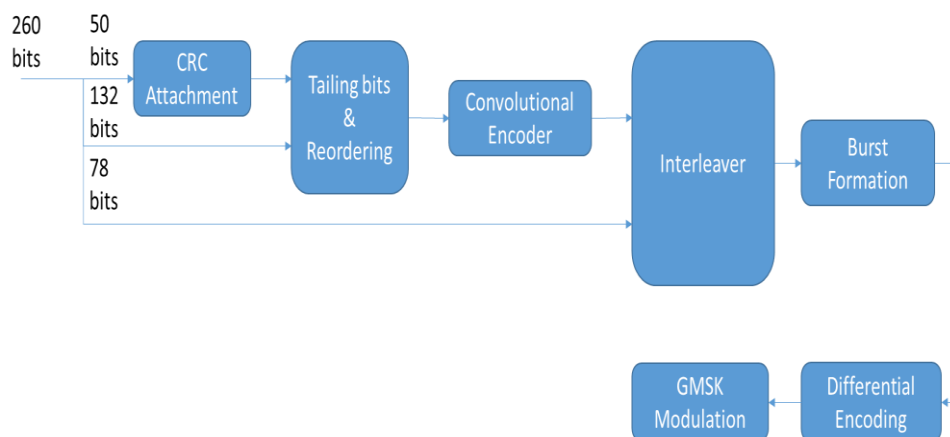 260
bits
50
bits
132
bits
78
bits
CRC
Attachment
Tailing bits
&
Reordering
Convolutional
Encoder
Interleaver
Burst
Formation
GMSK
Modulation
Differential
Encoding